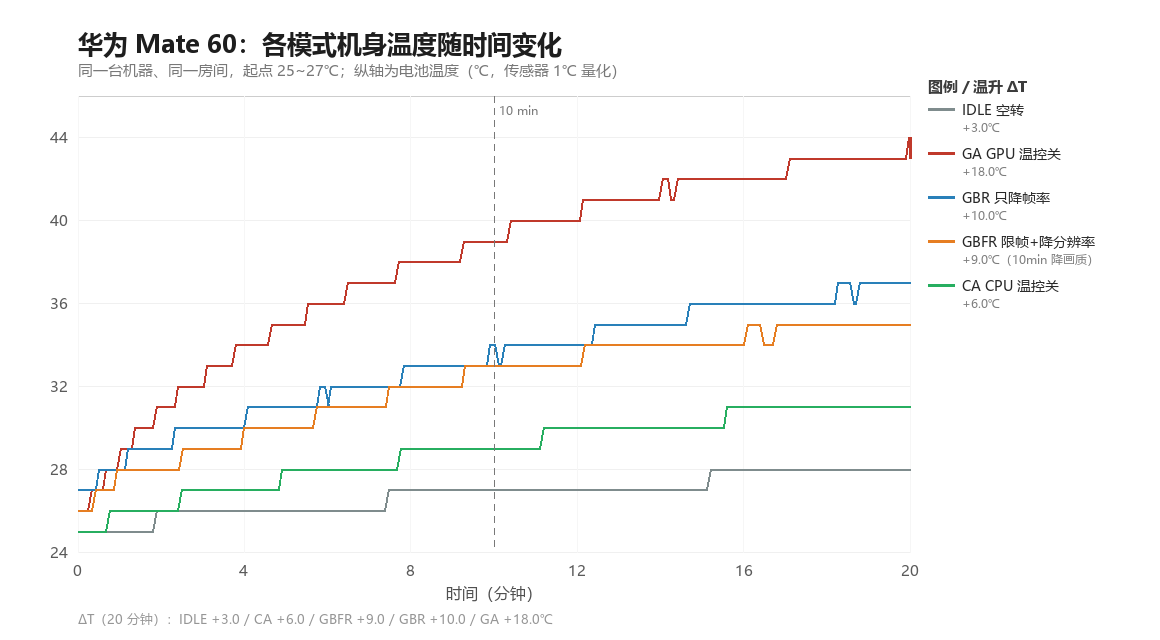 华为 Mate 60：各模式机身温度随时间变化
同一台机器、同一房间，起点 25~27℃；纵轴为电池温度（℃，传感器 1℃ 量化）
图例 / 温升 ΔT
IDLE 空转
+3.0℃
GA GPU 温控关
+18.0℃
GBR 只降帧率
+10.0℃
GBFR 限帧+降分辨率
+9.0℃（10min 降画质）
CA CPU 温控关
+6.0℃
10 min
44
40
36
32
28
24
0 4 8 12 16 20
时间（分钟）
ΔT（20 分钟）：IDLE +3.0 / CA +6.0 / GBFR +9.0 / GBR +10.0 / GA +18.0℃